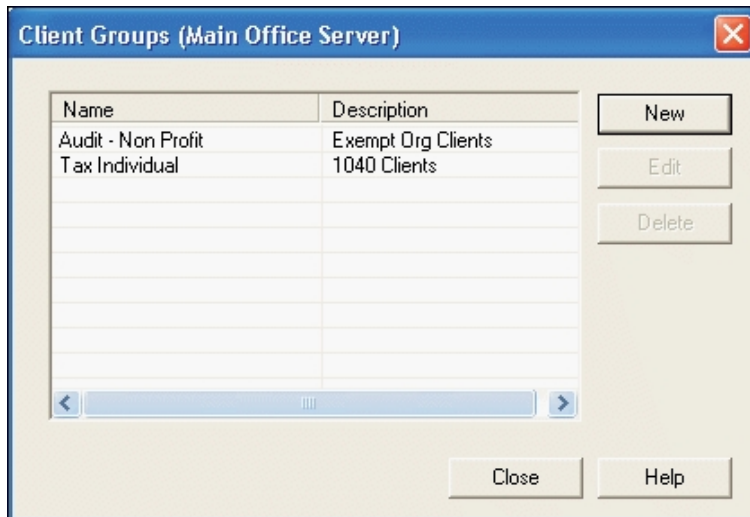 Client Groups (Main Office Server)
Name Description
Audit - Non Profit Exempt Org Clients
Tax Individual 1040 Clients
New
Edit
Delete
Close Help